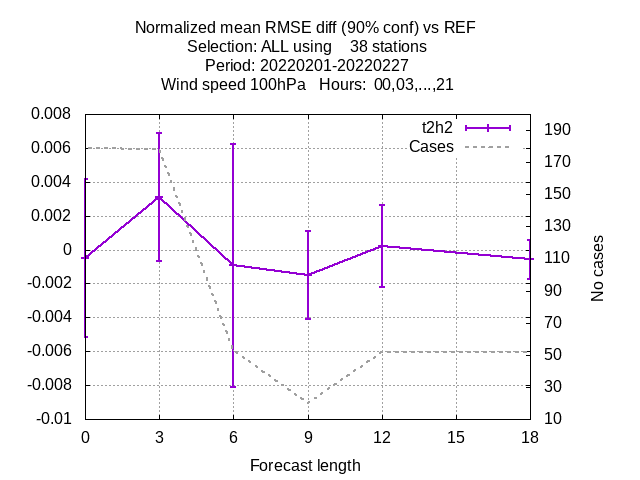 Normalized mean RMSE diff (90% conf) vs REF
Selection: ALL using    38 stations
Period: 20220201-20220227
Wind speed 100hPa   Hours:  00,03,...,21
t2h2
Cases
0.008
0.006
0.004
0.002
0
-0.002
-0.004
-0.006
-0.008
-0.01
190
170
150
130
110
90
70
50
30
10
No cases
0 3 6 9 12 15 18
Forecast length